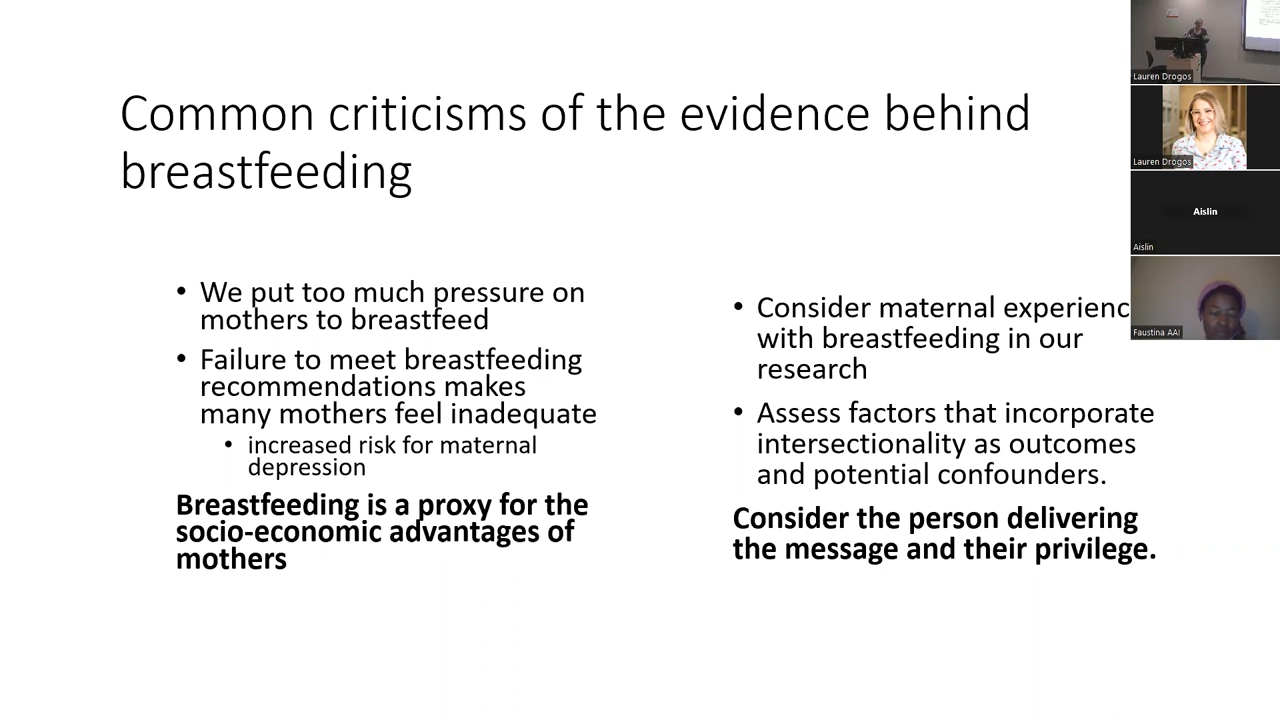 Common criticisms of the evidence behind
breastfeeding
• We put too much pressure on
mothers to breastfeed
• Failure to meet breastfeeding
recommendations makes
many mothers feel inadequate
• increased risk for maternal
depression
Breastfeeding is a proxy for the
socio-economic advantages of
mothers
• Consider maternal experienc
with breastfeeding in our
research
• Assess factors that incorporate
intersectionality as outcomes
and potential confounders.
Consider the person delivering
the message and their privilege.
Lauren Drogos
Lauren Drogos
Aislin
Aislin
Faustina AAI